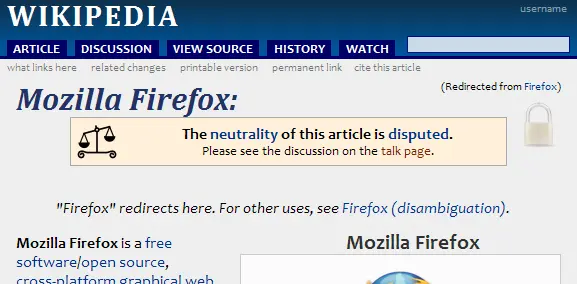 WIKIPEDIA
username
ARTICLE DISCUSSION VIEW SOURCE HISTORY WATCH
what links here related changes printable version permanent link cite this article
(Redirected from Firefox)
Mozilla Firefox:
The neutrality of this article is disputed.
Please see the discussion on the talk page.
"Firefox" redirects here. For other uses, see Firefox (disambiguation).
Mozilla Firefox is a free
software/open source,
cross-platform graphical web
Mozilla Firefox